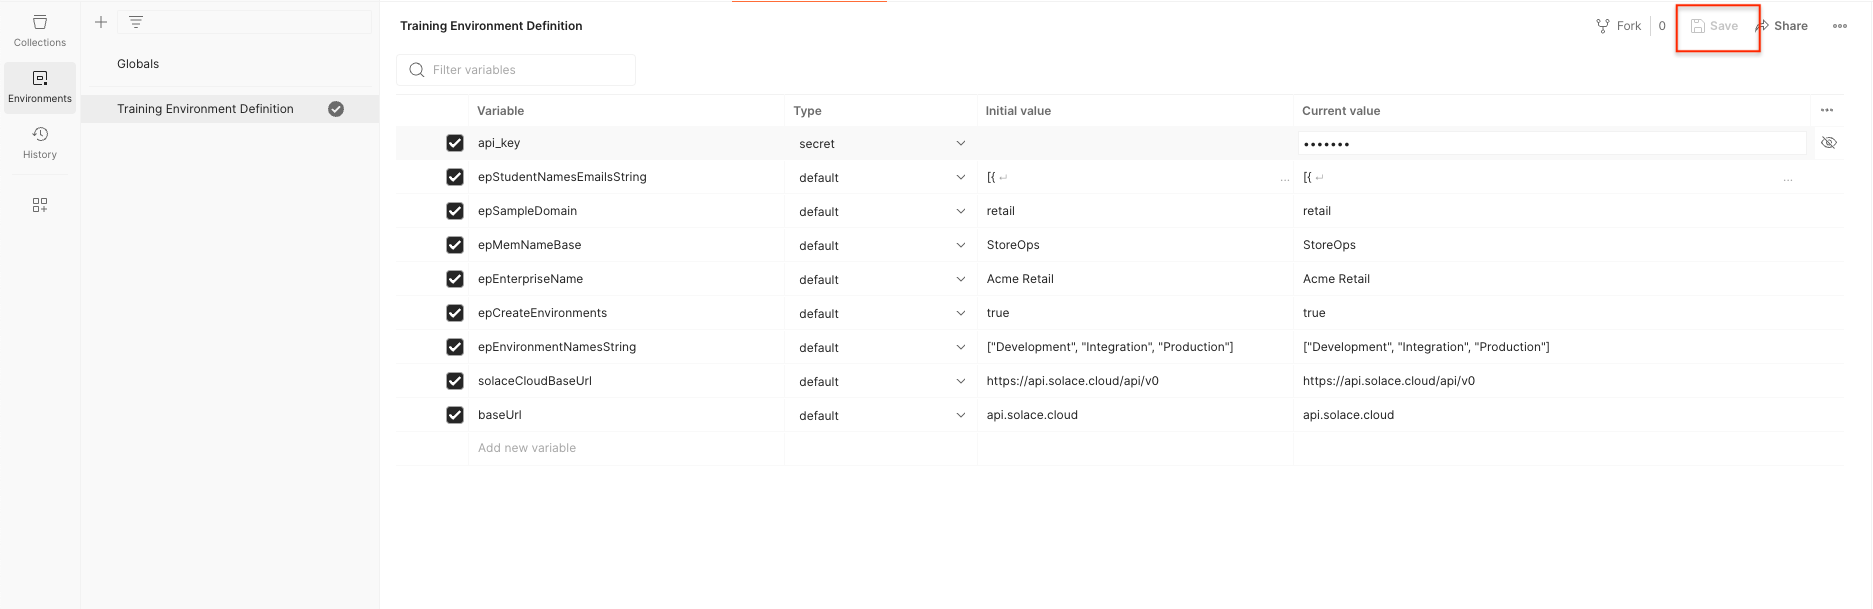 Collections
Environments
History
Globals
Training Environment Definition
Training Environment Definition
Fork 0 Save Share
Filter variables
Variable Type Initial value Current value
api_key secret •••••••
epStudentNamesEmailsString default [{ ↵ ... [{ ↵ ...
epSampleDomain default retail retail
epMemNameBase default StoreOps StoreOps
epEnterpriseName default Acme Retail Acme Retail
epCreateEnvironments default true true
epEnvironmentNamesString default ["Development", "Integration", "Production"] ["Development", "Integration", "Production"]
solaceCloudBaseUrl default https://api.solace.cloud/api/v0 https://api.solace.cloud/api/v0
baseUrl default api.solace.cloud api.solace.cloud
Add new variable